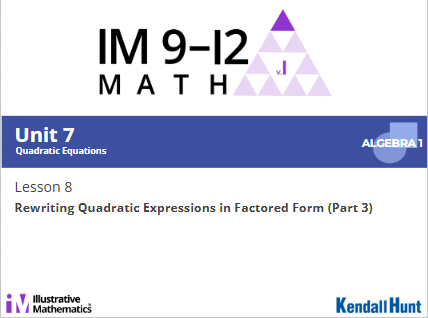 IM 9–12
MATH
v.I
Unit 7
Quadratic Equations
ALGEBRA 1
Lesson 8
Rewriting Quadratic Expressions in Factored Form (Part 3)
Illustrative
Mathematics®
Kendall Hunt